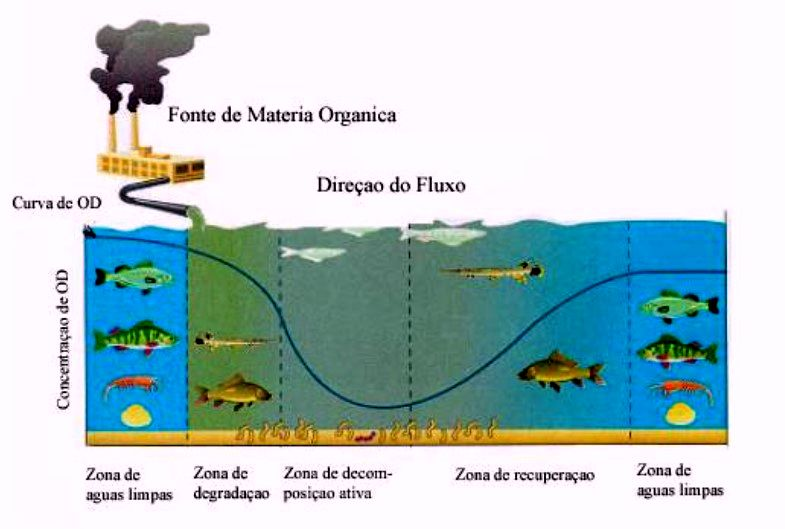 Fonte de Materia Organica
Direçao do Fluxo
Curva de OD
Concentraçao de OD
Zona de
aguas limpas
Zona de
degradaçao
Zona de decom-
posiçao ativa
Zona de recuperaçao
Zona de
aguas limpas